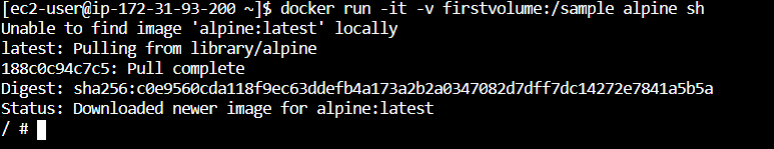 [ec2-user@ip-172-31-93-200 ~]$ docker run -it -v firstvolume:/sample alpine sh
Unable to find image 'alpine:latest' locally
latest: Pulling from library/alpine
188c0c94c7c5: Pull complete
Digest: sha256:c0e9560cda118f9ec63ddefb4a173a2b2a0347082d7dff7dc14272e7841a5b5a
Status: Downloaded newer image for alpine:latest
/ #